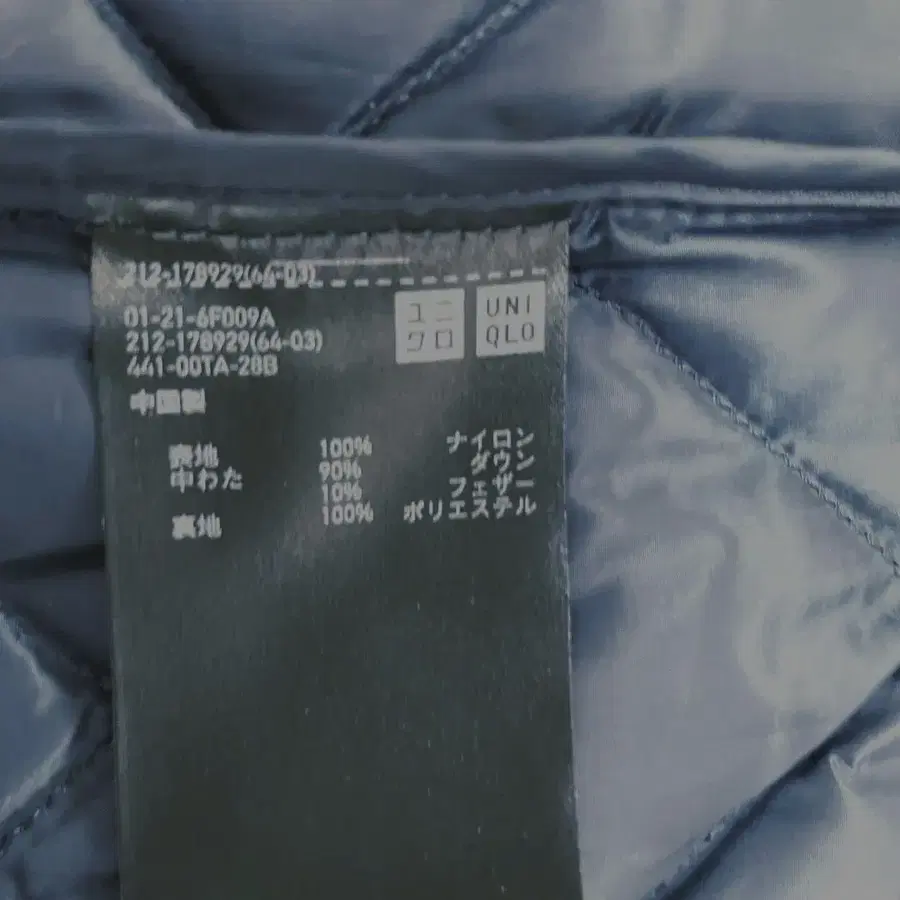 212-178929(64-03)
ユニ
クロ
UNI
QLO
01-21-6F009A
212-178929(64-03)
441-00TA-28B
中国製
表地 100% ナイロン
中わた 90% ダウン
10% フェザー
裏地 100% ポリエステル